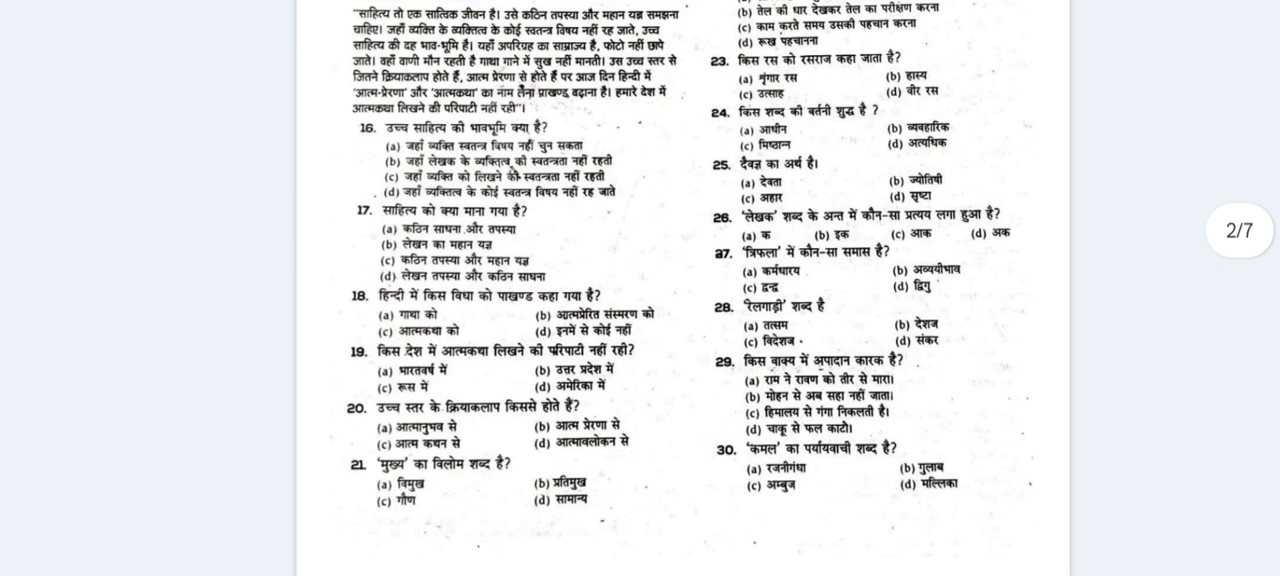 "साहित्य तो एक सात्विक जीवन है। उसे कठिन तपस्या और महान यज्ञ समझना
चाहिए। जहाँ व्यक्ति के व्यक्तित्व के कोई स्वतन्त्र विषय नहीं रह जाते, उच्च
साहित्य की दह भाव-भूमि है। यहाँ अपरिग्रह का साम्राज्य है, फोटो नहीं छापे
जाते। वहाँ वाणी मौन रहती है गाथा गाने में सुख नहीं मानती। उस उच्च स्तर से
जितने क्रियाकलाप होते हैं, आत्म प्रेरणा से होते हैं पर आज दिन हिन्दी में
'आत्म-प्रेरणा' और 'आत्मकथा' का नाम लेना प्राखण्ड बढ़ाना है। हमारे देश में
आत्मकथा लिखने की परिपाटी नहीं रही"।
16. उच्च साहित्य की भावभूमि क्या है?
(a) जहाँ व्यक्ति स्वतन्त्र विषय नहीं चुन सकता
(b) जहाँ लेखक के व्यक्तित्व की स्वतन्त्रता नहीं रहती
(c) जहाँ व्यक्ति को लिखने की स्वतन्त्रता नहीं रहती
(d) जहाँ व्यक्तित्व के कोई स्वतन्त्र विषय नहीं रह जाते
17. साहित्य को क्या माना गया है?
(a) कठिन साधना और तपस्या
(b) लेखन का महान यज्ञ
(c) कठिन तपस्या और महान यज्ञ
(d) लेखन तपस्या और कठिन साधना
18. हिन्दी में किस विधा को पाखण्ड कहा गया है?
(a) गाथा को (b) आत्मप्रेरित संस्मरण को
(c) आत्मकथा को (d) इनमें से कोई नहीं
19. किस देश में आत्मकथा लिखने की परिपाटी नहीं रही?
(a) भारतवर्ष में (b) उत्तर प्रदेश में
(c) रूस में (d) अमेरिका में
20. उच्च स्तर के क्रियाकलाप किससे होते हैं?
(a) आत्मानुभव से (b) आत्म प्रेरणा से
(c) आत्म कथन से (d) आत्मावलोकन से
21. 'मुख्य' का विलोम शब्द है?
(a) विमुख (b) प्रतिमुख
(c) गौण (d) सामान्य
(b) तेल की धार देखकर तेल का परीक्षण करना
(c) काम करते समय उसकी पहचान करना
(d) रूख पहचानना
23. किस रस को रसराज कहा जाता है?
(a) शृंगार रस (b) हास्य
(c) उत्साह (d) वीर रस
24. किस शब्द की बर्तनी शुद्ध है ?
(a) आधीन (b) व्यवहारिक
(c) मिष्ठान्न (d) अत्यधिक
25. दैवज्ञ का अर्थ है।
(a) देवता (b) ज्योतिषी
(c) अहार (d) सृष्टा
26. 'लेखक' शब्द के अन्त में कौन-सा प्रत्यय लगा हुआ है?
(a) क (b) इक (c) आक (d) अक
27. 'त्रिफला' में कौन-सा समास है?
(a) कर्मधारय (b) अव्ययीभाव
(c) द्वन्द्व (d) द्विगु
28. 'रेलगाड़ी' शब्द है
(a) तत्सम (b) देशज
(c) विदेशज (d) संकर
29. किस वाक्य में अपादान कारक है?
(a) राम ने रावण को तीर से मारा।
(b) मोहन से अब सहा नहीं जाता।
(c) हिमालय से गंगा निकलती है।
(d) चाकू से फल काटो।
30. 'कमल' का पर्यायवाची शब्द है?
(a) रजनीगंधा (b) गुलाब
(c) अम्बुज (d) मल्लिका
2/7